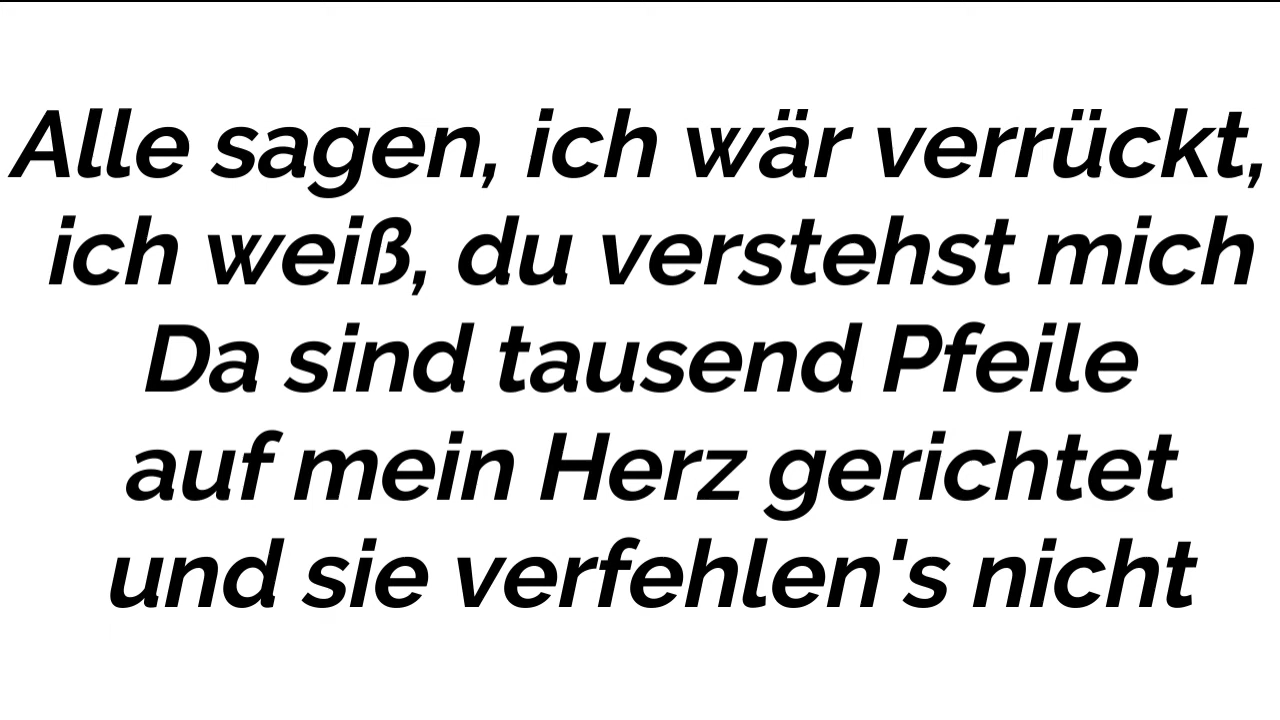 Alle sagen, ich wär verrückt,
ich weiß, du verstehst mich
Da sind tausend Pfeile
auf mein Herz gerichtet
und sie verfehlen's nicht